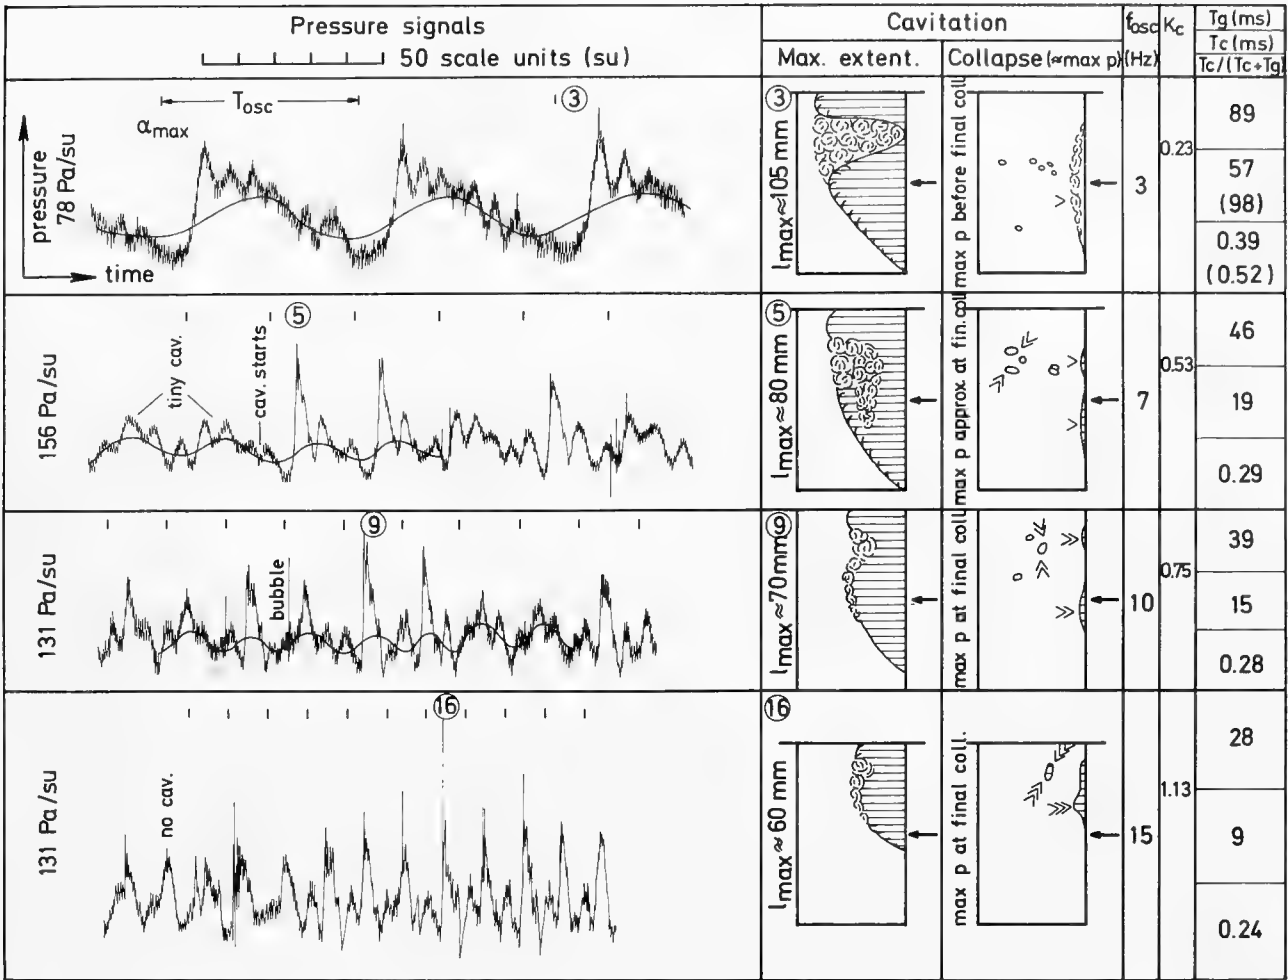 Pressure signals
50 scale units (su)
Cavitation
Max. extent.
Collapse (≈max p)
fosc
(Hz)
Kc
Tg (ms)
Tc (ms)
Tc/(Tc+Tg)
pressure
78 Pa/su
time
Tosc
αmax
3
3
lmax≈105 mm
max p before final coll
3
0.23
89
57
(98)
0.39
(0.52)
156 Pa/su
tiny cav.
cav. starts
5
5
lmax≈80 mm
max p approx. at fin. coll
7
0.53
46
19
0.29
131 Pa/su
bubble
9
9
lmax≈70mm
max p at final coll
10
0.75
39
15
0.28
131 Pa/su
no cav.
16
16
lmax≈60 mm
max p at final coll.
15
1.13
28
9
0.24